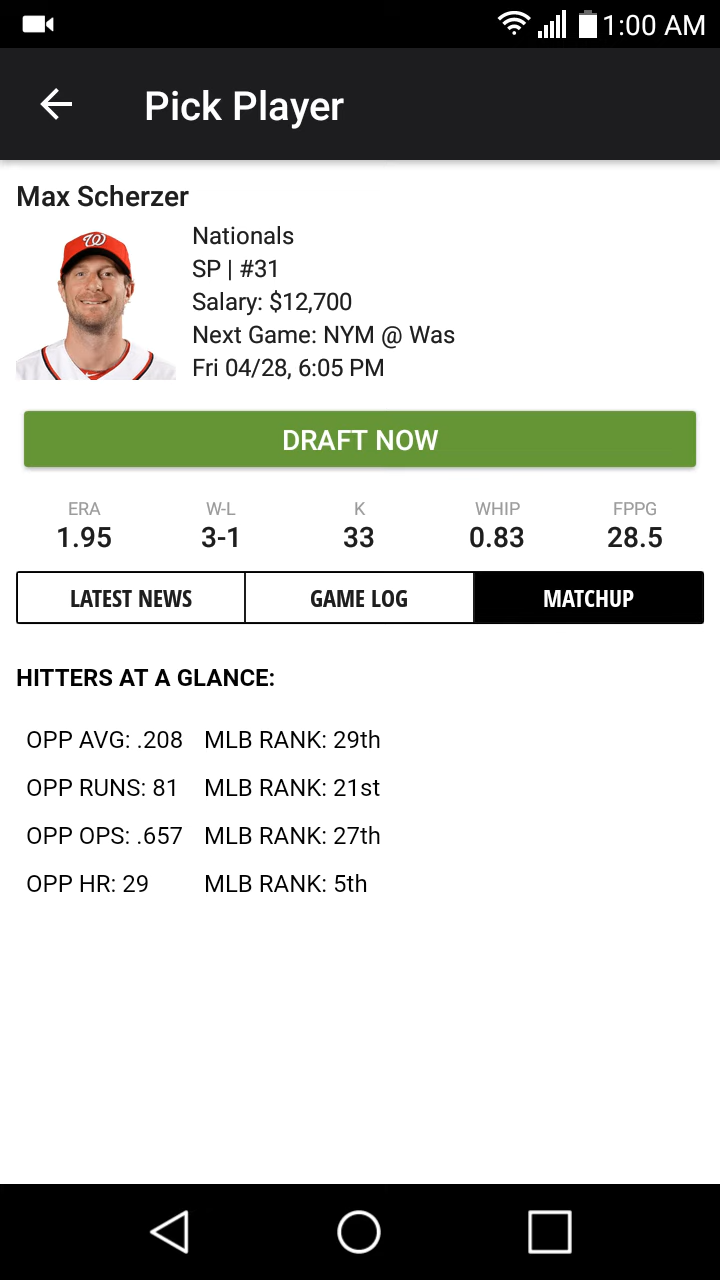 1:00 AM
Pick Player
Max Scherzer
Nationals
SP | #31
Salary: $12,700
Next Game: NYM @ Was
Fri 04/28, 6:05 PM
DRAFT NOW
ERA W-L K WHIP FPPG
1.95 3-1 33 0.83 28.5
LATEST NEWS GAME LOG MATCHUP
HITTERS AT A GLANCE:
OPP AVG: .208 MLB RANK: 29th
OPP RUNS: 81 MLB RANK: 21st
OPP OPS: .657 MLB RANK: 27th
OPP HR: 29 MLB RANK: 5th